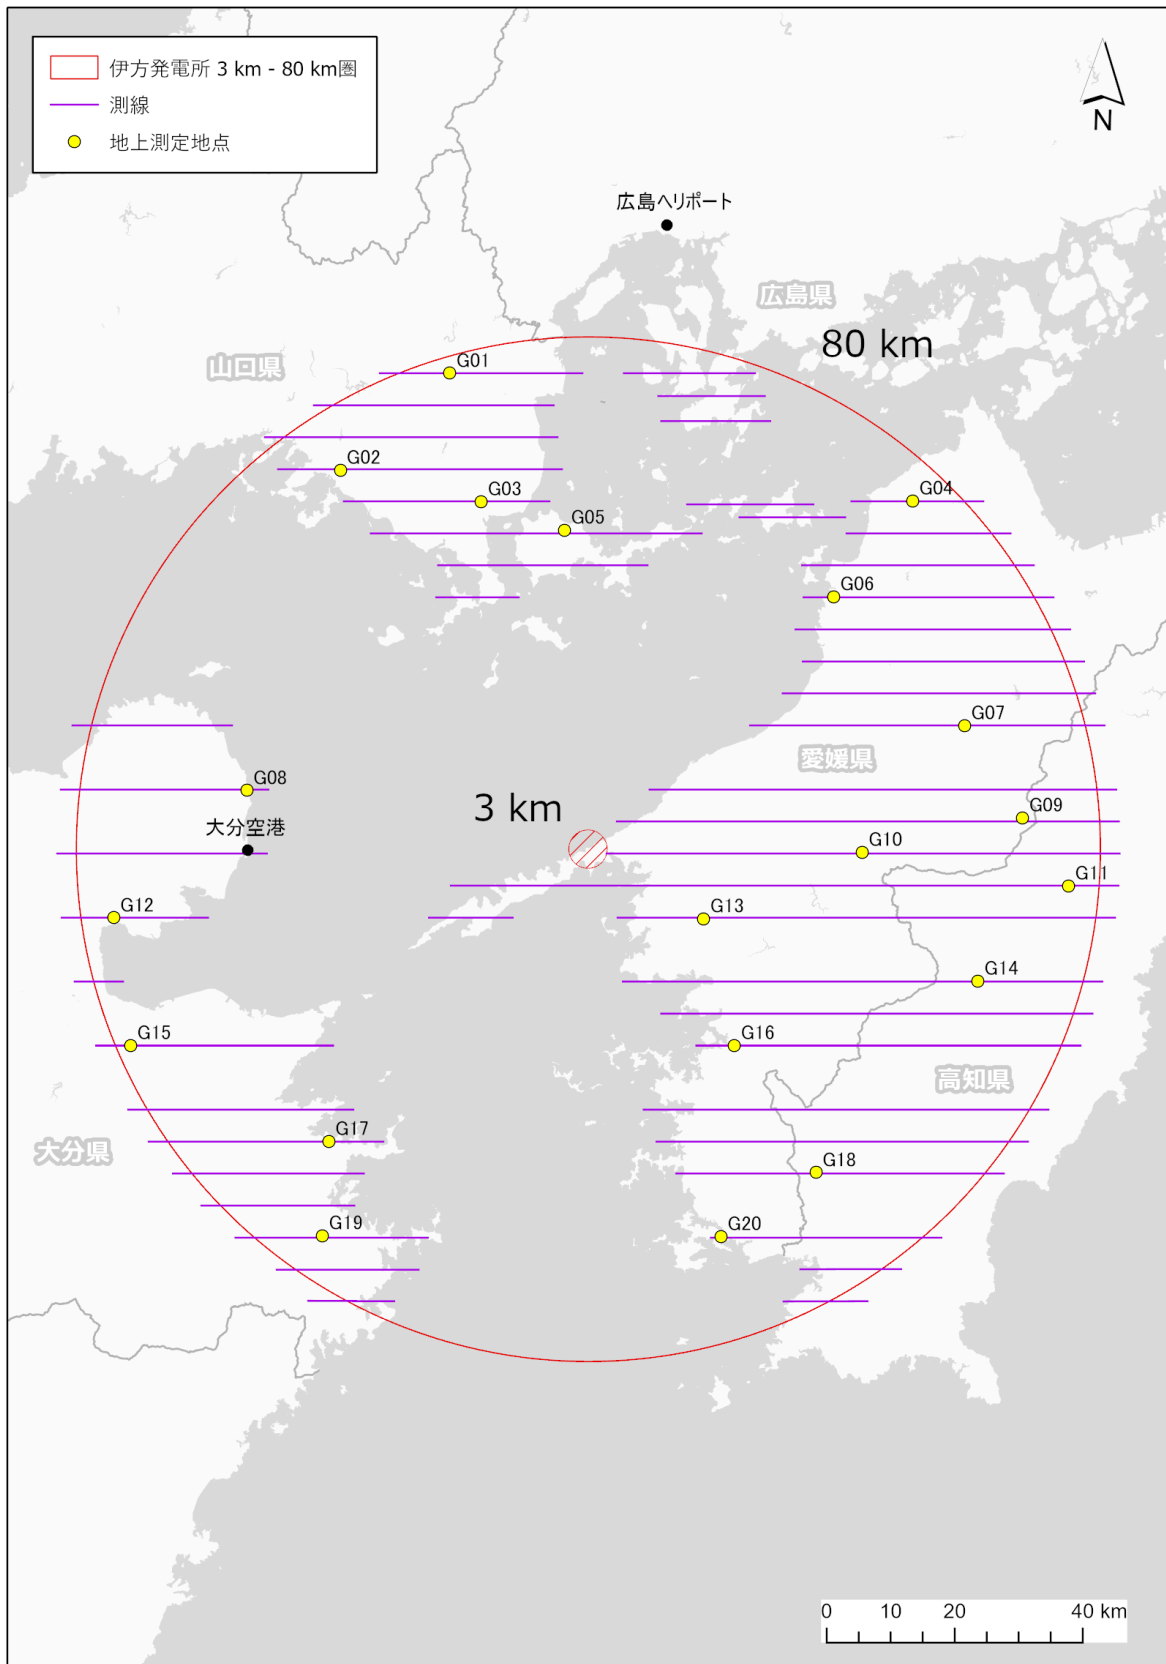 伊方発電所 3 km - 80 km圏
測線
地上測定地点
N
広島ヘリポート
広島県
80 km
山口県
G01
G02
G03
G04
G05
G06
G07
愛媛県
G08
3 km
大分空港
G09
G10
G11
G12
G13
G14
G15
G16
高知県
G17
大分県
G18
G19
G20
0 10 20 40 km